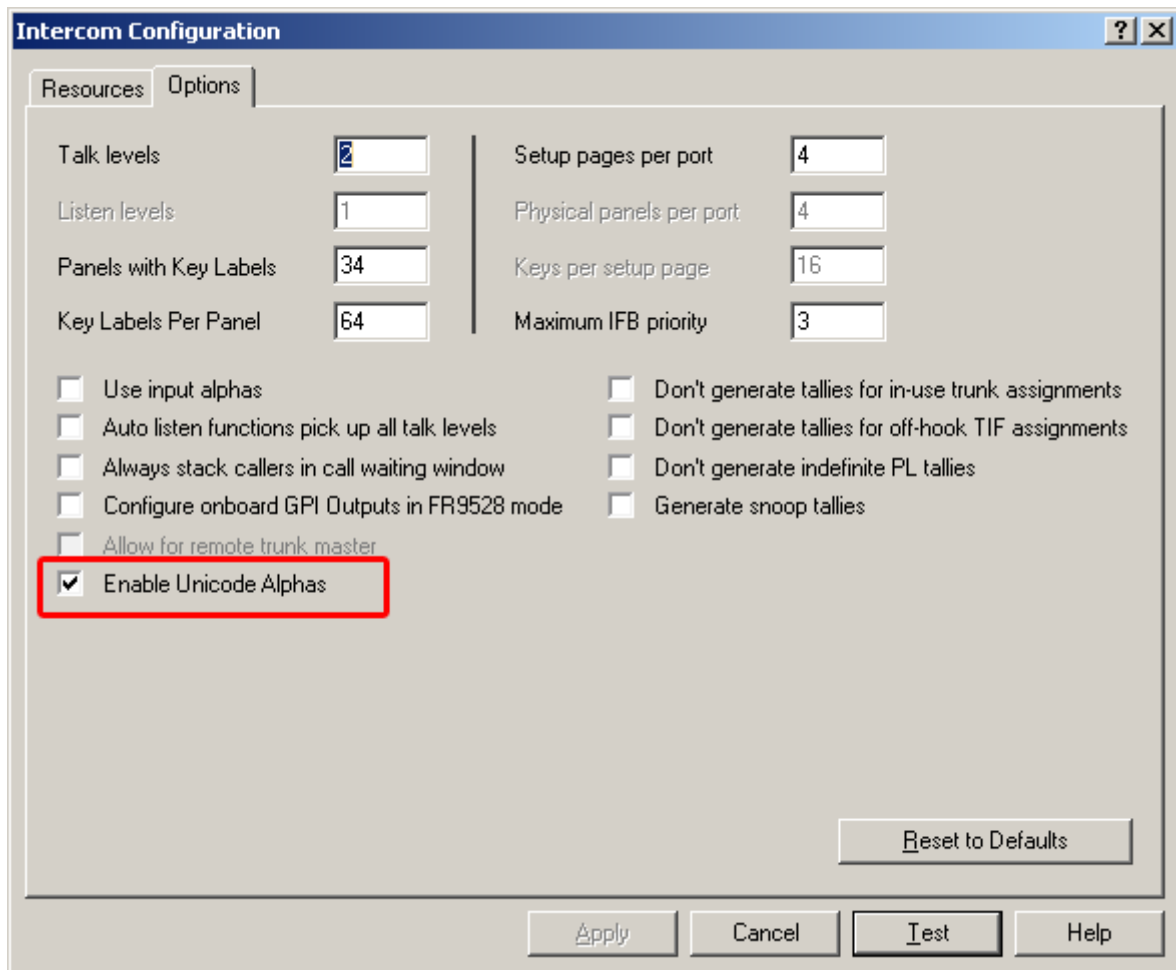 Intercom Configuration
Resources Options
Talk levels 2 Setup pages per port 4
Listen levels 1 Physical panels per port 4
Panels with Key Labels 34 Keys per setup page 16
Key Labels Per Panel 64 Maximum IFB priority 3
Use input alphas Don't generate tallies for in-use trunk assignments
Auto listen functions pick up all talk levels Don't generate tallies for off-hook TIF assignments
Always stack callers in call waiting window Don't generate indefinite PL tallies
Configure onboard GPI Outputs in FR9528 mode Generate snoop tallies
Allow for remote trunk master
Enable Unicode Alphas
Reset to Defaults
Apply Cancel Test Help